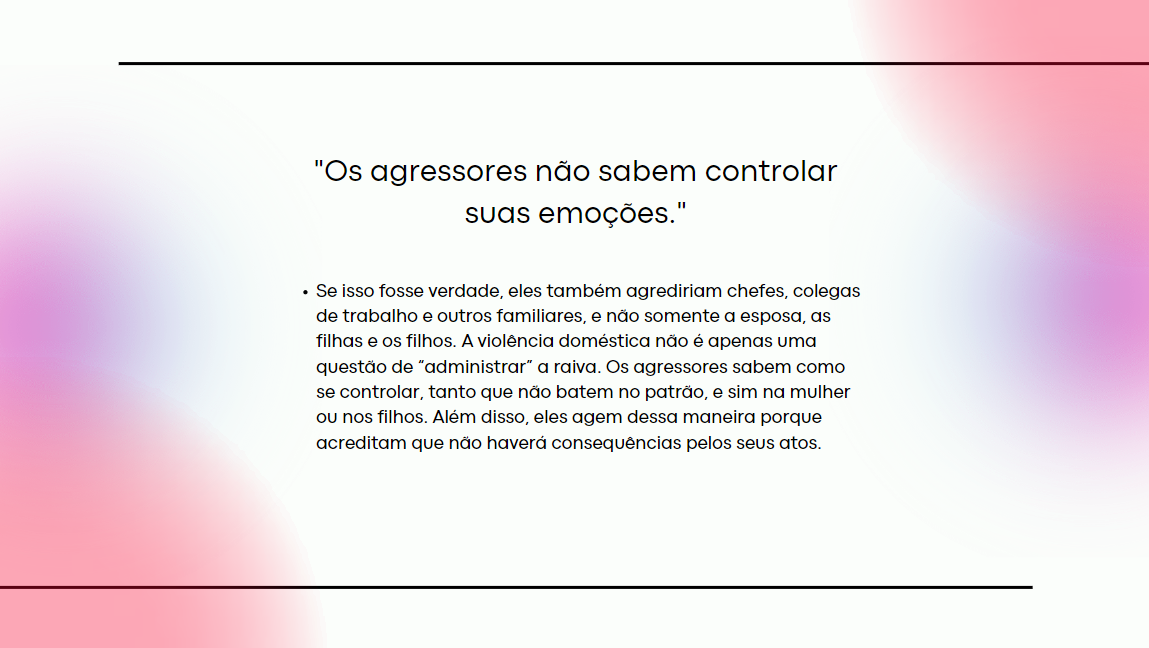 "Os agressores não sabem controlar
suas emoções."
• Se isso fosse verdade, eles também agrediriam chefes, colegas
de trabalho e outros familiares, e não somente a esposa, as
filhas e os filhos. A violência doméstica não é apenas uma
questão de “administrar” a raiva. Os agressores sabem como
se controlar, tanto que não batem no patrão, e sim na mulher
ou nos filhos. Além disso, eles agem dessa maneira porque
acreditam que não haverá consequências pelos seus atos.